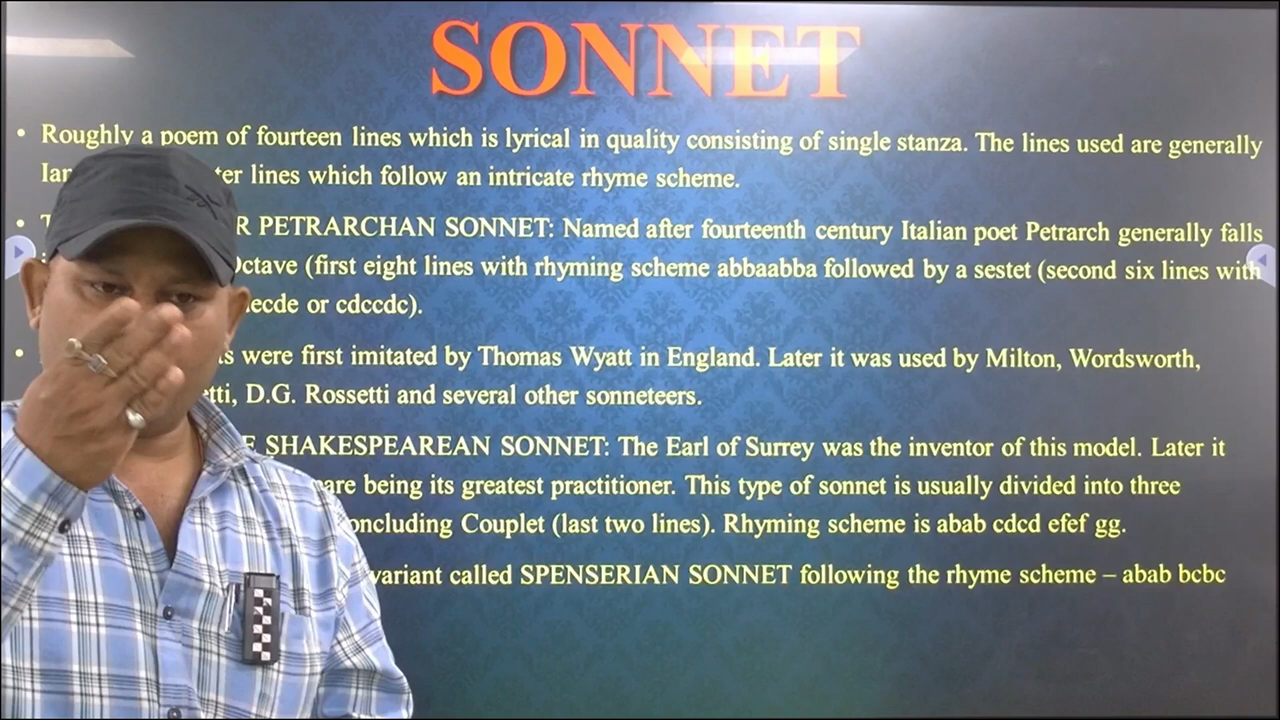 SONNET
• Roughly a poem of fourteen lines which is lyrical in quality consisting of single stanza. The lines used are generally
lines which follow an intricate rhyme scheme.
• PETRARCHAN SONNET: Named after fourteenth century Italian poet Petrarch generally falls
Octave (first eight lines with rhyming scheme abbaabba followed by a sestet (second six lines with
or cdccdc).
• were first imitated by Thomas Wyatt in England. Later it was used by Milton, Wordsworth,
D.G. Rossetti and several other sonneteers.
SHAKESPEAREAN SONNET: The Earl of Surrey was the inventor of this model. Later it
being its greatest practitioner. This type of sonnet is usually divided into three
Couplet (last two lines). Rhyming scheme is abab cdcd efef gg.
variant called SPENSERIAN SONNET following the rhyme scheme – abab bcbc